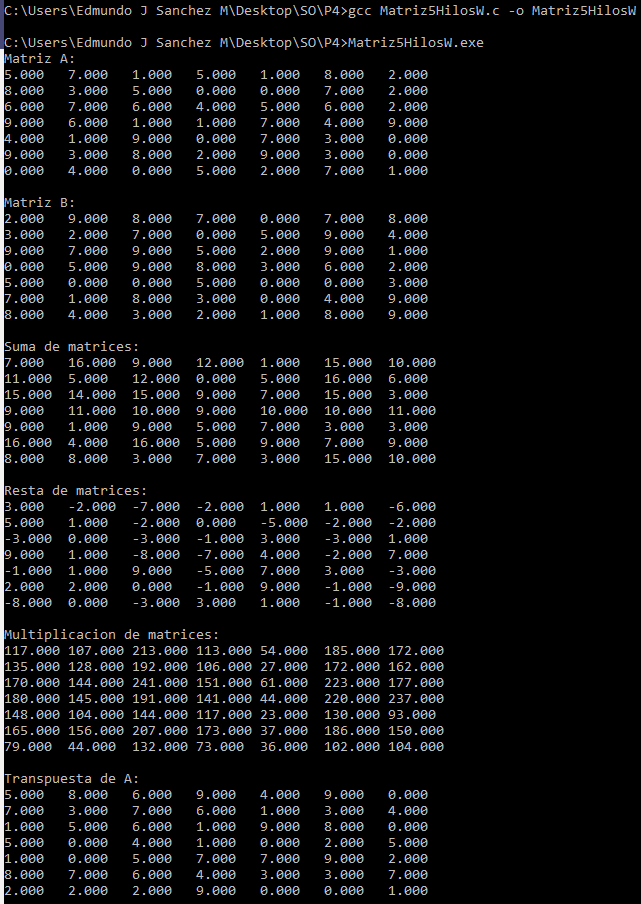 C:\Users\Edmundo J Sanchez M\Desktop\SO\P4>gcc Matriz5HilosW.c -o Matriz5HilosW
C:\Users\Edmundo J Sanchez M\Desktop\SO\P4>Matriz5HilosW.exe
Matriz A:
5.000 7.000 1.000 5.000 1.000 8.000 2.000
8.000 3.000 5.000 0.000 0.000 7.000 2.000
6.000 7.000 6.000 4.000 5.000 6.000 2.000
9.000 6.000 1.000 1.000 7.000 4.000 9.000
4.000 1.000 9.000 0.000 7.000 3.000 0.000
9.000 3.000 8.000 2.000 9.000 3.000 0.000
0.000 4.000 0.000 5.000 2.000 7.000 1.000
Matriz B:
2.000 9.000 8.000 7.000 0.000 7.000 8.000
3.000 2.000 7.000 0.000 5.000 9.000 4.000
9.000 7.000 9.000 5.000 2.000 9.000 1.000
0.000 5.000 9.000 8.000 3.000 6.000 2.000
5.000 0.000 0.000 5.000 0.000 0.000 3.000
7.000 1.000 8.000 3.000 0.000 4.000 9.000
8.000 4.000 3.000 2.000 1.000 8.000 9.000
Suma de matrices:
7.000 16.000 9.000 12.000 1.000 15.000 10.000
11.000 5.000 12.000 0.000 5.000 16.000 6.000
15.000 14.000 15.000 9.000 7.000 15.000 3.000
9.000 11.000 10.000 9.000 10.000 10.000 11.000
9.000 1.000 9.000 5.000 7.000 3.000 3.000
16.000 4.000 16.000 5.000 9.000 7.000 9.000
8.000 8.000 3.000 7.000 3.000 15.000 10.000
Resta de matrices:
3.000 -2.000 -7.000 -2.000 1.000 1.000 -6.000
5.000 1.000 -2.000 0.000 -5.000 -2.000 -2.000
-3.000 0.000 -3.000 -1.000 3.000 -3.000 1.000
9.000 1.000 -8.000 -7.000 4.000 -2.000 7.000
-1.000 1.000 9.000 -5.000 7.000 3.000 -3.000
2.000 2.000 0.000 -1.000 9.000 -1.000 -9.000
-8.000 0.000 -3.000 3.000 1.000 -1.000 -8.000
Multiplicacion de matrices:
117.000 107.000 213.000 113.000 54.000 185.000 172.000
135.000 128.000 192.000 106.000 27.000 172.000 162.000
170.000 144.000 241.000 151.000 61.000 223.000 177.000
180.000 145.000 191.000 141.000 44.000 220.000 237.000
148.000 104.000 144.000 117.000 23.000 130.000 93.000
165.000 156.000 207.000 173.000 37.000 186.000 150.000
79.000 44.000 132.000 73.000 36.000 102.000 104.000
Transpuesta de A:
5.000 8.000 6.000 9.000 4.000 9.000 0.000
7.000 3.000 7.000 6.000 1.000 3.000 4.000
1.000 5.000 6.000 1.000 9.000 8.000 0.000
5.000 0.000 4.000 1.000 0.000 2.000 5.000
1.000 0.000 5.000 7.000 7.000 9.000 2.000
8.000 7.000 6.000 4.000 3.000 3.000 7.000
2.000 2.000 2.000 9.000 0.000 0.000 1.000